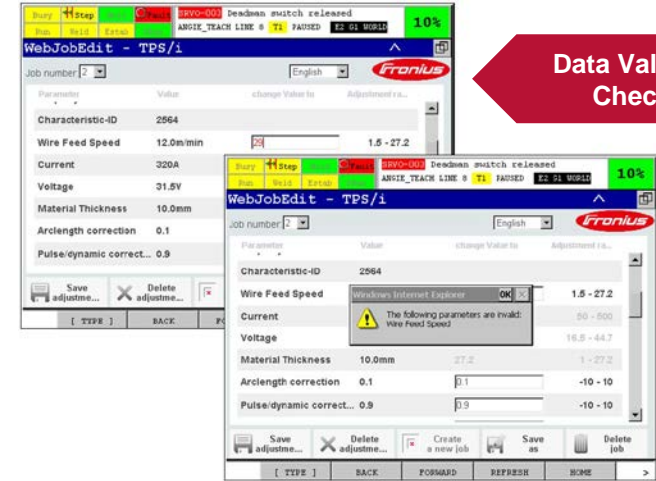 Busy Step Fault SRVO-003 Deadman switch released
Run Weld ANGIE_TEACH LINE 8 T1 PAUSED E2 G1 WORLD 10%
WebJobEdit - TPS/i
Job number 2 English Fronius
Parameter Value change Value to Adjustment ra...
Characteristic-ID 2564
Wire Feed Speed 12.0m/min 29 1.5 - 27.2
Current 320A
Voltage 31.5V
Material Thickness 10.0mm
Arclength correction 0.1
Pulse/dynamic correct... 0.9
Save adjustme... Delete adjustme...
[ TYPE ] BACK
Data Val
Chec
Busy Step Fault SRVO-003 Deadman switch released
Run Weld ANGIE_TEACH LINE 8 T1 PAUSED E2 G1 WORLD 10%
WebJobEdit - TPS/i
Job number 2 English Fronius
Parameter Value change Value to Adjustment ra...
Characteristic-ID 2564
Wire Feed Speed 1.5 - 27.2
Windows Internet Explorer OK
The following parameters are invalid:
Wire Feed Speed
Current 50 - 500
Voltage 16.8 - 44.7
Material Thickness 10.0mm 27.2 1 - 27.2
Arclength correction 0.1 0.1 -10 - 10
Pulse/dynamic correct... 0.9 0.9 -10 - 10
Save adjustme... Delete adjustme... Create a new job Save as Delete job
[ TYPE ] BACK FORWARD REFRESH HOME >